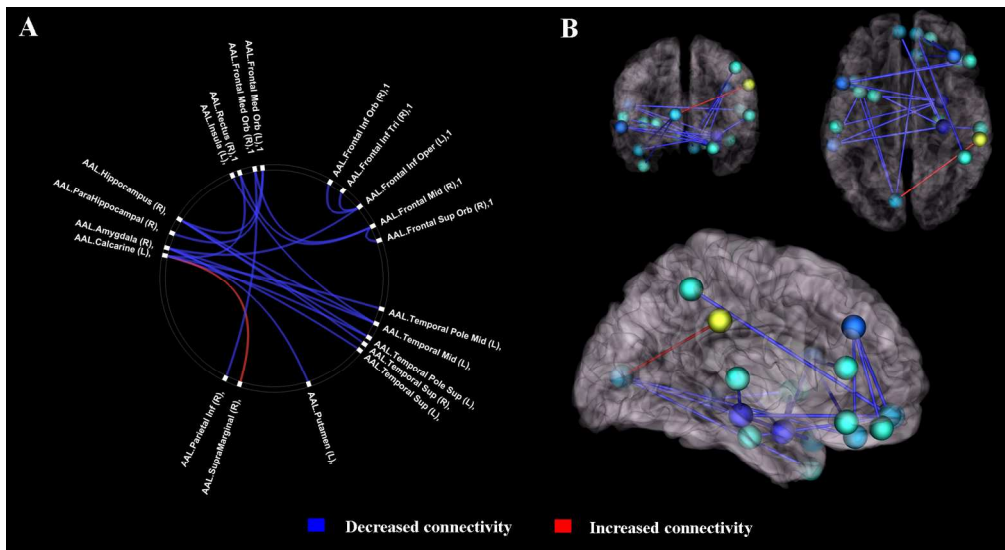 A
B
AAL.Frontal Med Orb (L),1
AAL.Frontal Med Orb (R),1
AAL.Rectus (R),1
AAL.Insula (L),
AAL.Hippocampus (R),
AAL.ParaHippocampal (R),
AAL.Amygdala (R),
AAL.Calcarine (L),
AAL.Frontal Inf Orb (R),1
AAL.Frontal Inf Tri (R),1
AAL.Frontal Inf Oper (L),1
AAL.Frontal Mid (R),1
AAL.Frontal Sup Orb (R),1
AAL.Temporal Pole Mid (L),
AAL.Temporal Mid (L),
AAL.Temporal Pole Sup (L),
AAL.Temporal Sup (R),
AAL.Temporal Sup (L),
AAL.Putamen (L),
AAL.SupraMarginal (R),
AAL.Parietal Inf (R),
Decreased connectivity
Increased connectivity